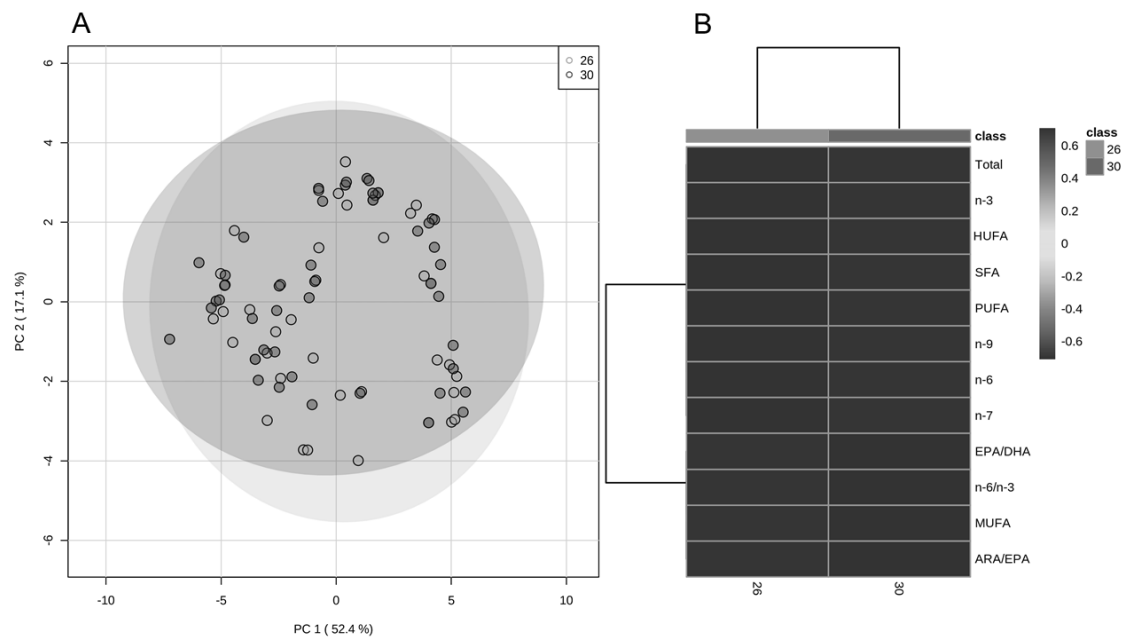 A
B
26
30
6
4
2
0
-2
-4
-6
-10
-5
0
5
10
PC 2 ( 17.1 %)
PC 1 ( 52.4 %)
class
Total
n-3
HUFA
SFA
PUFA
n-9
n-6
n-7
EPA/DHA
n-6/n-3
MUFA
ARA/EPA
26
30
0.6
0.4
0.2
0
-0.2
-0.4
-0.6
class
26
30